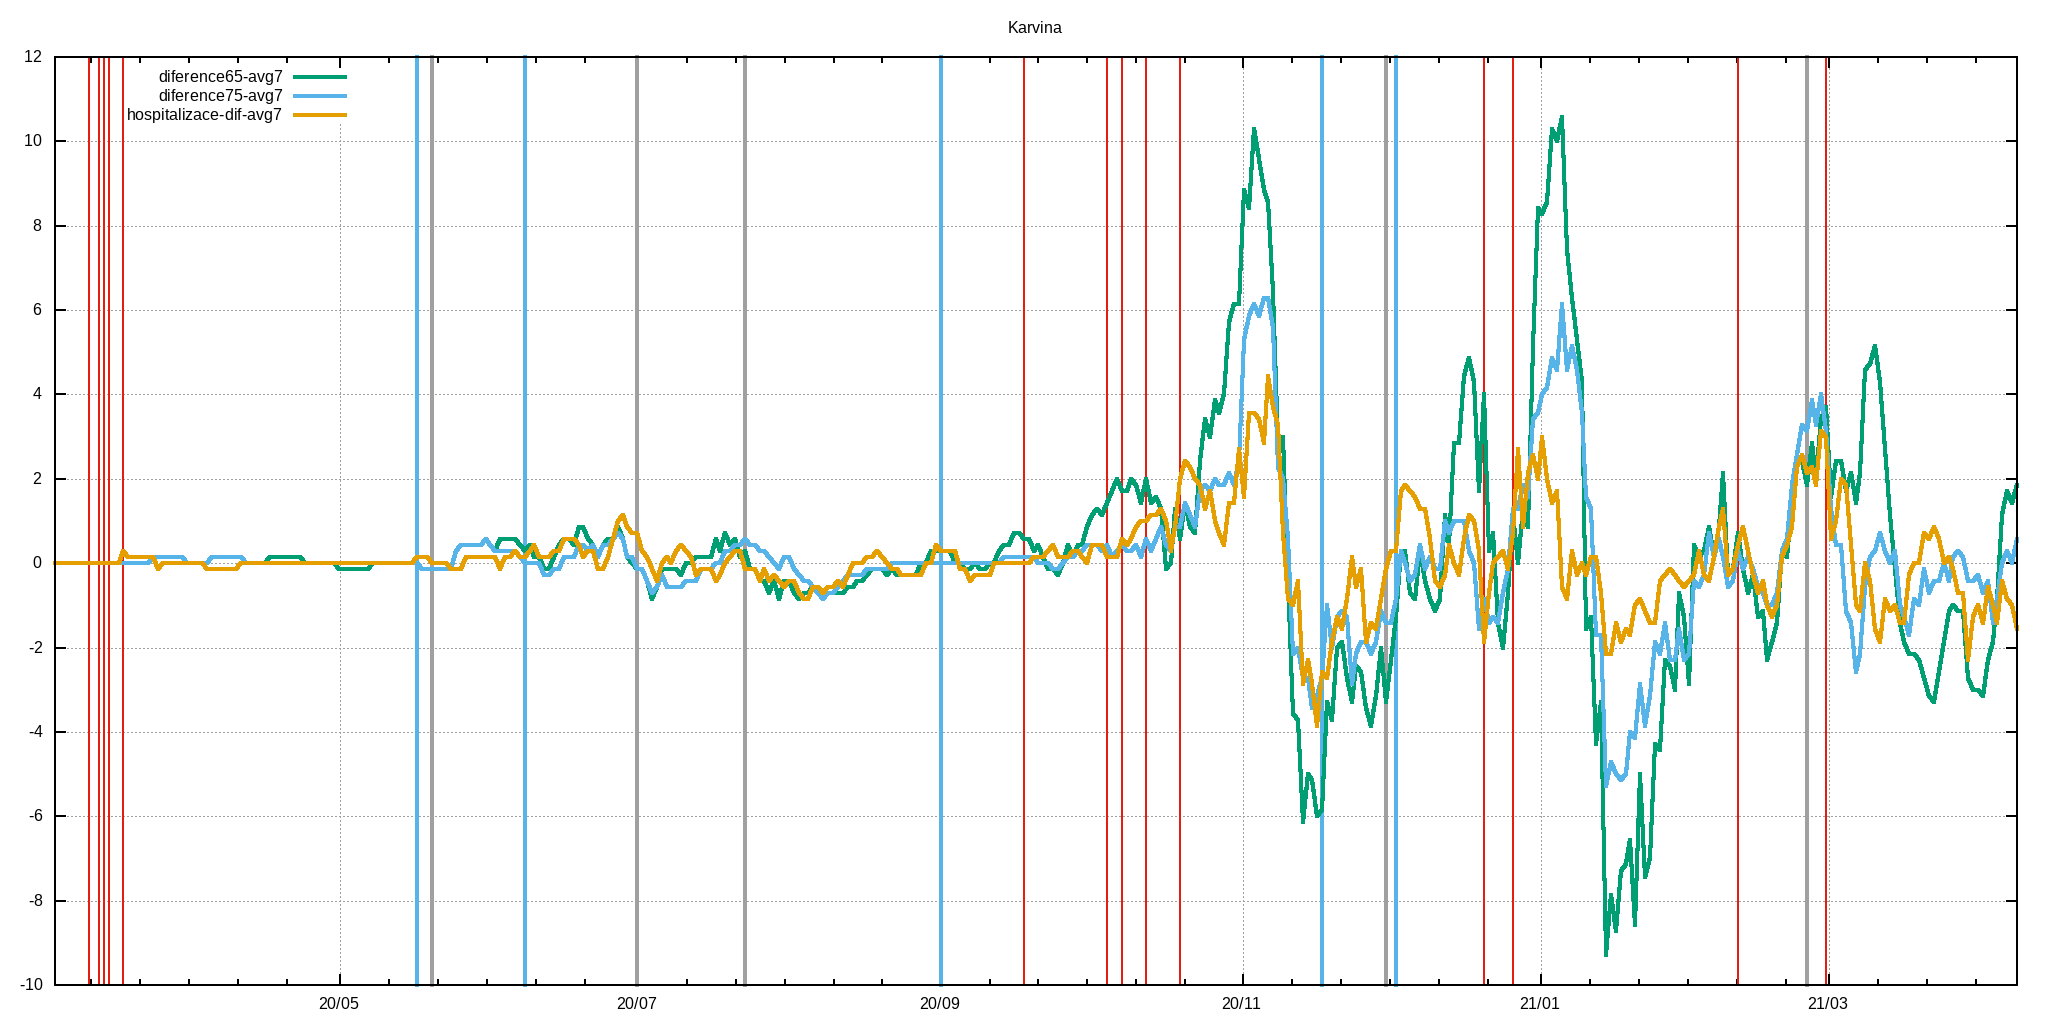 Karvina
diference65-avg7
diference75-avg7
hospitalizace-dif-avg7
12
10
8
6
4
2
0
-2
-4
-6
-8
-10
20/05 20/07 20/09 20/11 21/01 21/03